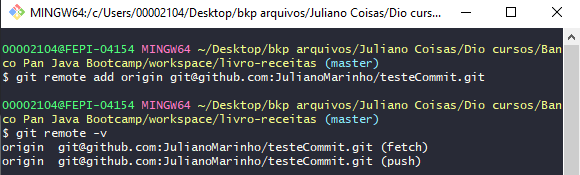 MINGW64:/c/Users/00002104/Desktop/bkp arquivos/Juliano Coisas/Dio curs...
00002104@FEPI-04154 MINGW64 ~/Desktop/bkp arquivos/Juliano Coisas/Dio cursos/Ban
co Pan Java Bootcamp/workspace/livro-receitas (master)
$ git remote add origin git@github.com:JulianoMarinho/testeCommit.git
00002104@FEPI-04154 MINGW64 ~/Desktop/bkp arquivos/Juliano Coisas/Dio cursos/Ban
co Pan Java Bootcamp/workspace/livro-receitas (master)
$ git remote -v
origin  git@github.com:JulianoMarinho/testeCommit.git (fetch)
origin  git@github.com:JulianoMarinho/testeCommit.git (push)